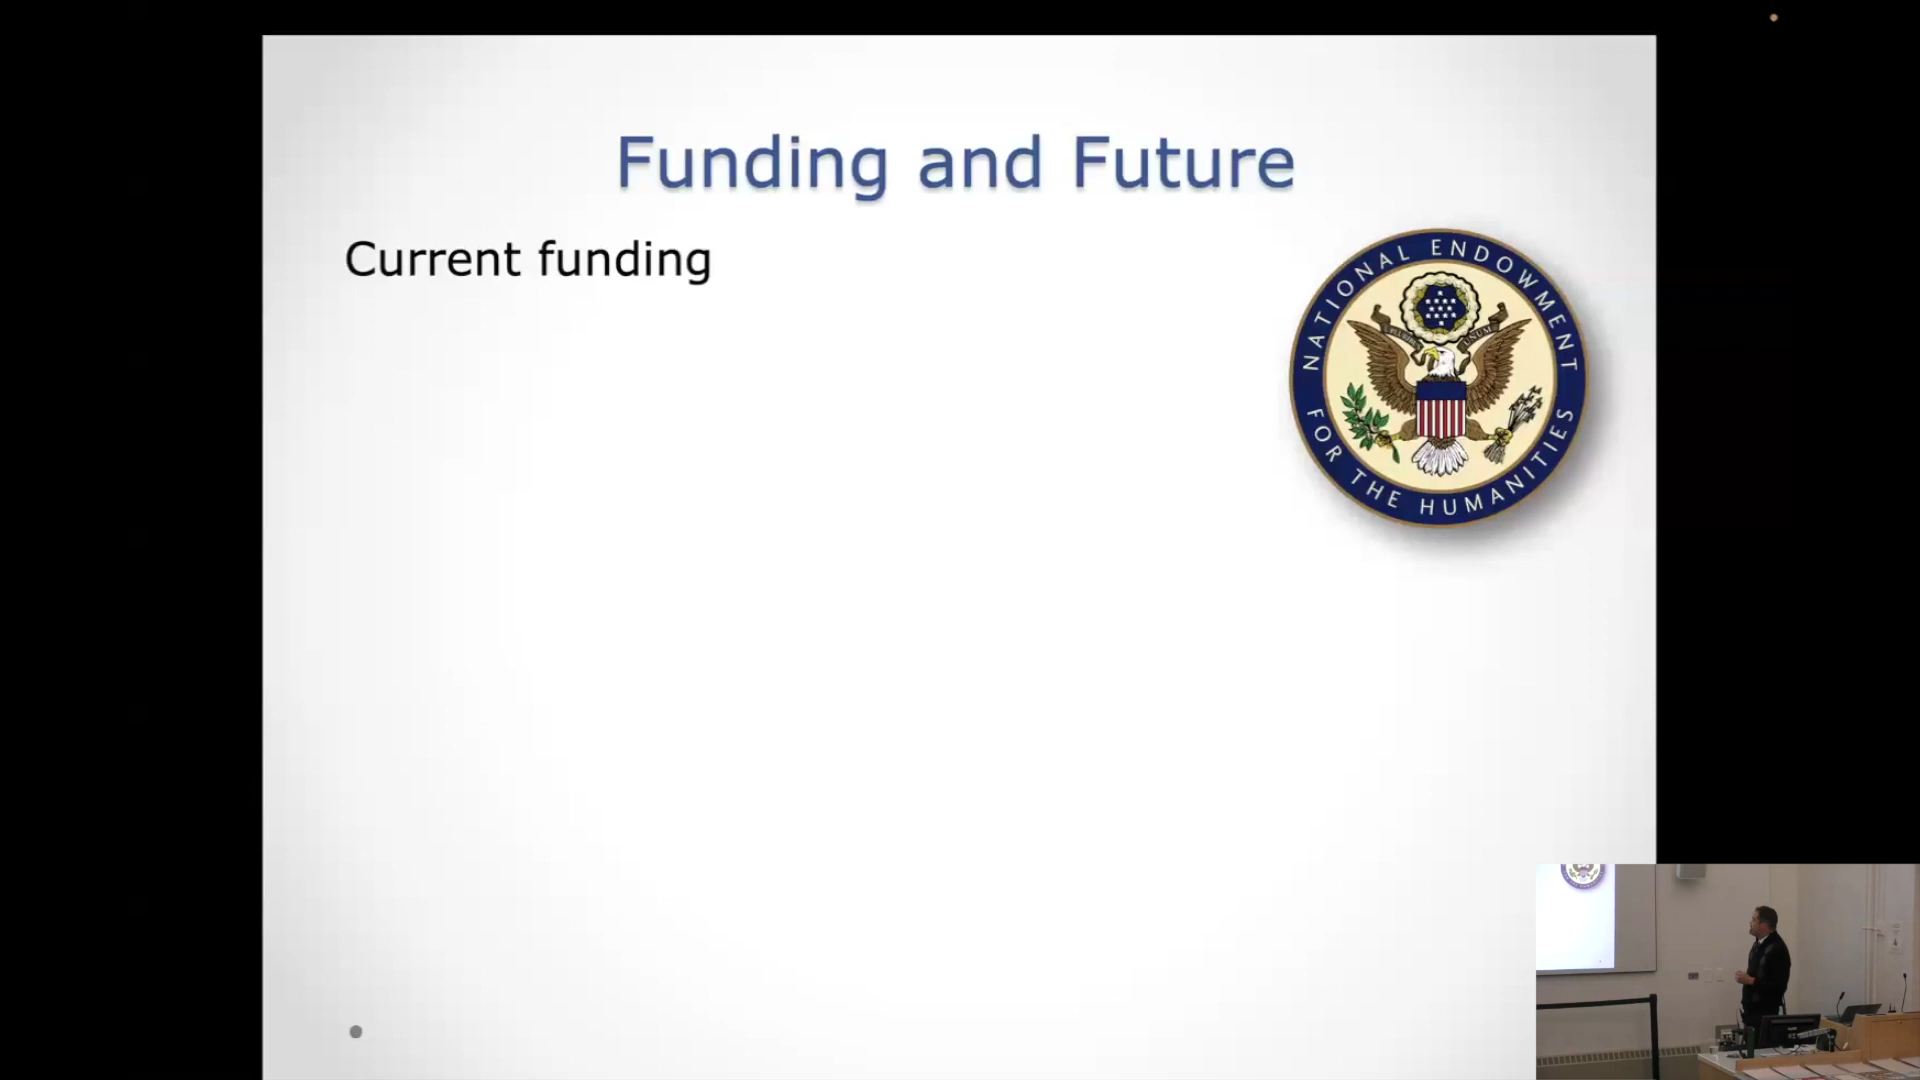 Funding and Future
Current funding
NATIONAL ENDOWMENT
FOR THE HUMANITIES